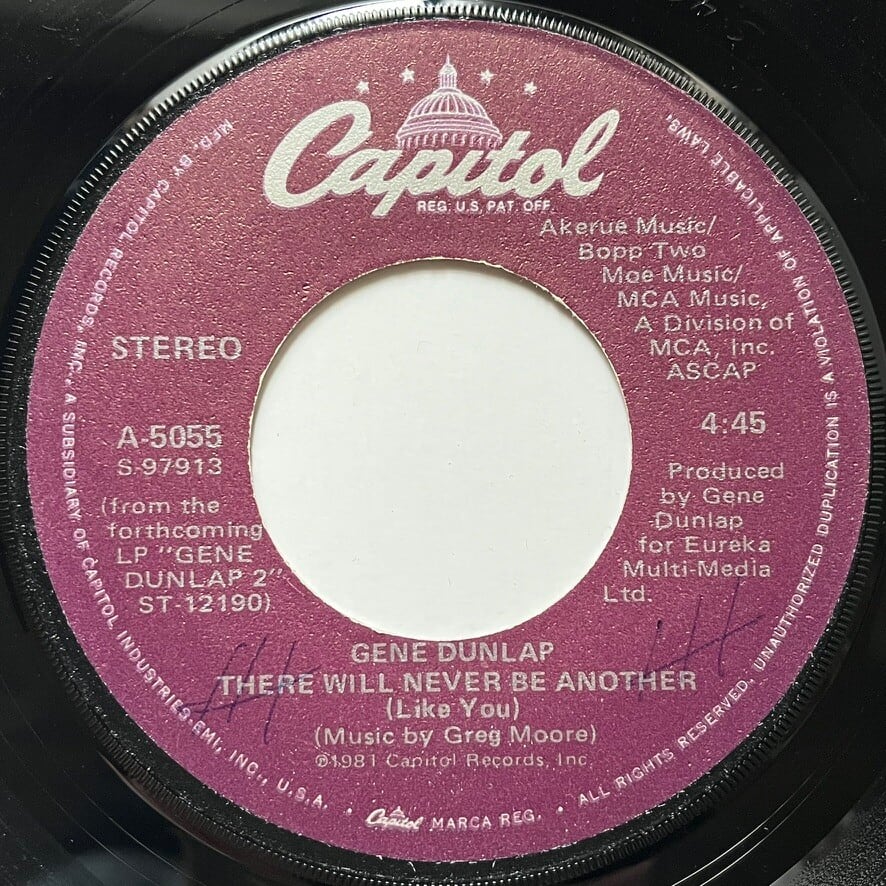 Capitol
REG. U.S. PAT. OFF.
Akerue Music/
Bopp Two
Moe Music/
MCA Music,
A Division of
MCA, Inc.
ASCAP
STEREO
4:45
A-5055
S-97913
(from the
forthcoming
LP "GENE
DUNLAP 2"
ST-12190)
Produced
by Gene
Dunlap
for Eureka
Multi-Media
Ltd.
GENE DUNLAP
THERE WILL NEVER BE ANOTHER
(Like You)
(Music by Greg Moore)
℗1981 Capitol Records, Inc.
MFD. BY CAPITOL RECORDS, INC., A SUBSIDIARY OF CAPITOL INDUSTRIES-EMI, INC., U.S.A. • Capitol MARCA REG. • ALL RIGHTS RESERVED. UNAUTHORIZED DUPLICATION IS A VIOLATION OF APPLICABLE LAWS.